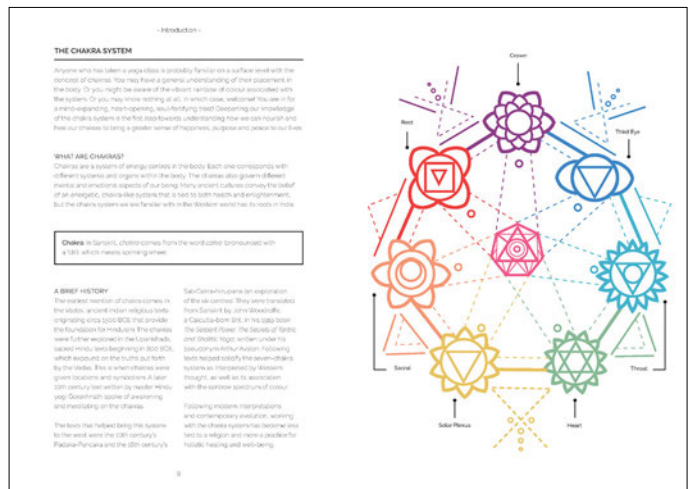 - Introduction -
THE CHAKRA SYSTEM
Anyone who has taken a yoga class is probably familiar on a surface level with the
concept of chakras. You may have a general understanding of their placement in
the body. Or you might be aware of the vibrant rainbow of colour associated with
the system. Or you may know nothing at all, in which case, welcome! You are in for
a mind-expanding, heart-opening, soul-fortifying treat! Deepening our knowledge
of the chakra system is the first step towards understanding how we can nourish and
heal our chakras to bring a greater sense of happiness, purpose and peace to our lives.
WHAT ARE CHAKRAS?
Chakras are a system of energy centres in the body. Each one corresponds with
different systems and organs within the body. The chakras also govern different
mental and emotional aspects of our being. Many ancient cultures convey the belief
of an energetic, chakra-like system that is tied to both health and enlightenment,
but the chakra system we are familiar with in the Western world has its roots in India.
Chakra: In Sanskrit, chakra comes from the word cakra (pronounced with
a 'ch'), which means spinning wheel.
A BRIEF HISTORY
The earliest mention of chakra comes in
the Vedas, ancient Indian religious texts
originating circa 1500 BCE that provide
the foundation for Hinduism. The chakras
were further explored in the Upanishads,
sacred Hindu texts beginning in 800 BCE,
which expound on the truths put forth
by the Vedas. This is when chakras were
given locations and symbolism. A later
10th century text written by master Hindu
yogi Goraknath spoke of awakening
and meditating on the chakras.
The texts that helped bring this system
to the west were the 10th century's
Padaka-Pancaka and the 16th century's
Sat-Cakra-Nirupana (an exploration
of the six centres). They were translated
from Sanskrit by John Woodroffe,
a Calcutta-born Brit, in his 1919 book
The Serpent Power: The Secrets of Tantric
and Shaktic Yoga, written under his
pseudonym Arthur Avalon. Following
texts helped solidify the seven-chakra
system as interpreted by Western
thought, as well as its association
with the rainbow spectrum of colour.
Following modern interpretations
and contemporary evolution, working
with the chakra system has become less
tied to a religion and more a practice for
holistic healing and well-being.
8
Crown
Root
Third Eye
Sacral
Throat
Solar Plexus
Heart